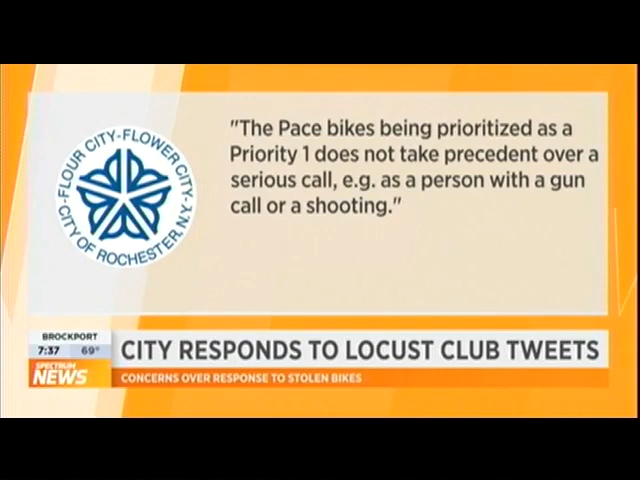 "The Pace bikes being prioritized as a
Priority 1 does not take precedent over a
serious call, e.g. as a person with a gun
call or a shooting."
·FLOUR CITY-FLOWER CITY·
CITY OF ROCHESTER, N.Y.
BROCKPORT
7:37 69°
SPECTRUM
NEWS
CITY RESPONDS TO LOCUST CLUB TWEETS
CONCERNS OVER RESPONSE TO STOLEN BIKES